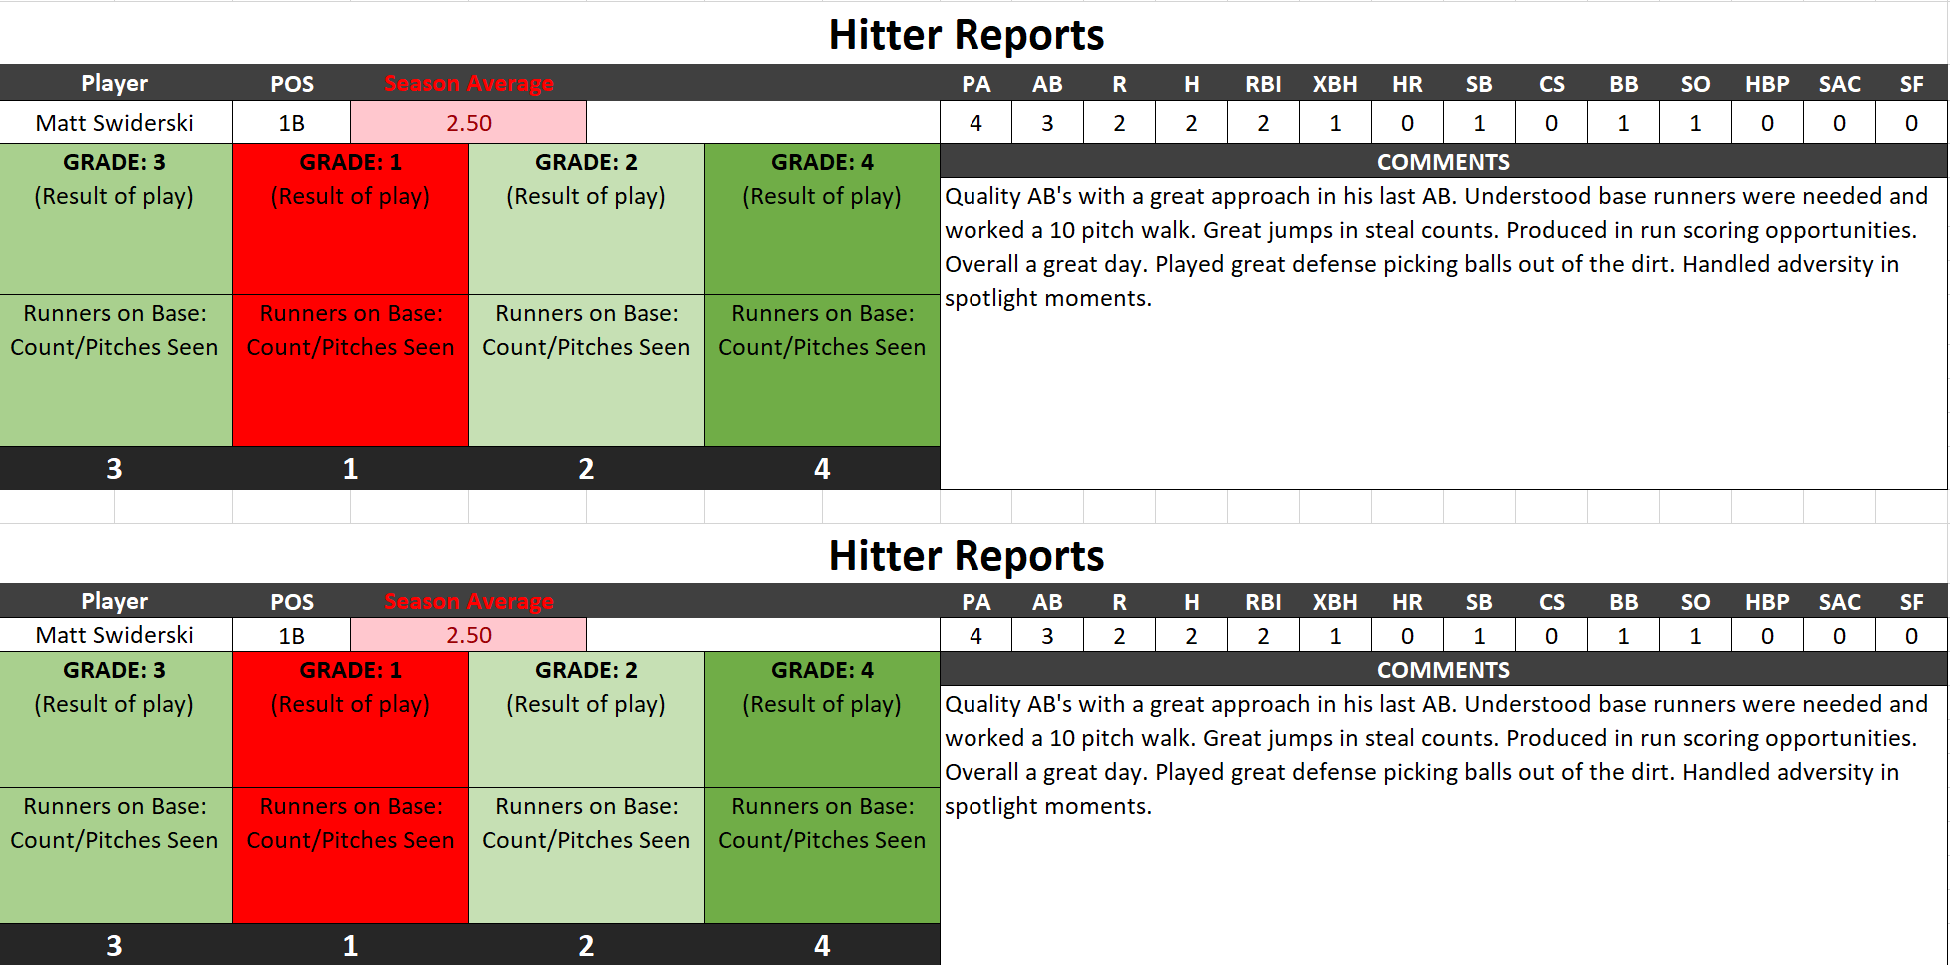 Hitter Reports
Player POS Season Average PA AB R H RBI XBH HR SB CS BB SO HBP SAC SF
Matt Swiderski 1B 2.50 4 3 2 2 2 1 0 1 0 1 1 0 0 0
GRADE: 3 GRADE: 1 GRADE: 2 GRADE: 4 COMMENTS
(Result of play) (Result of play) (Result of play) (Result of play)
Quality AB's with a great approach in his last AB. Understood base runners were needed and
worked a 10 pitch walk. Great jumps in steal counts. Produced in run scoring opportunities.
Overall a great day. Played great defense picking balls out of the dirt. Handled adversity in
spotlight moments.
Runners on Base: Runners on Base: Runners on Base: Runners on Base:
Count/Pitches Seen Count/Pitches Seen Count/Pitches Seen Count/Pitches Seen
3 1 2 4
Hitter Reports
Player POS Season Average PA AB R H RBI XBH HR SB CS BB SO HBP SAC SF
Matt Swiderski 1B 2.50 4 3 2 2 2 1 0 1 0 1 1 0 0 0
GRADE: 3 GRADE: 1 GRADE: 2 GRADE: 4 COMMENTS
(Result of play) (Result of play) (Result of play) (Result of play)
Quality AB's with a great approach in his last AB. Understood base runners were needed and
worked a 10 pitch walk. Great jumps in steal counts. Produced in run scoring opportunities.
Overall a great day. Played great defense picking balls out of the dirt. Handled adversity in
spotlight moments.
Runners on Base: Runners on Base: Runners on Base: Runners on Base:
Count/Pitches Seen Count/Pitches Seen Count/Pitches Seen Count/Pitches Seen
3 1 2 4